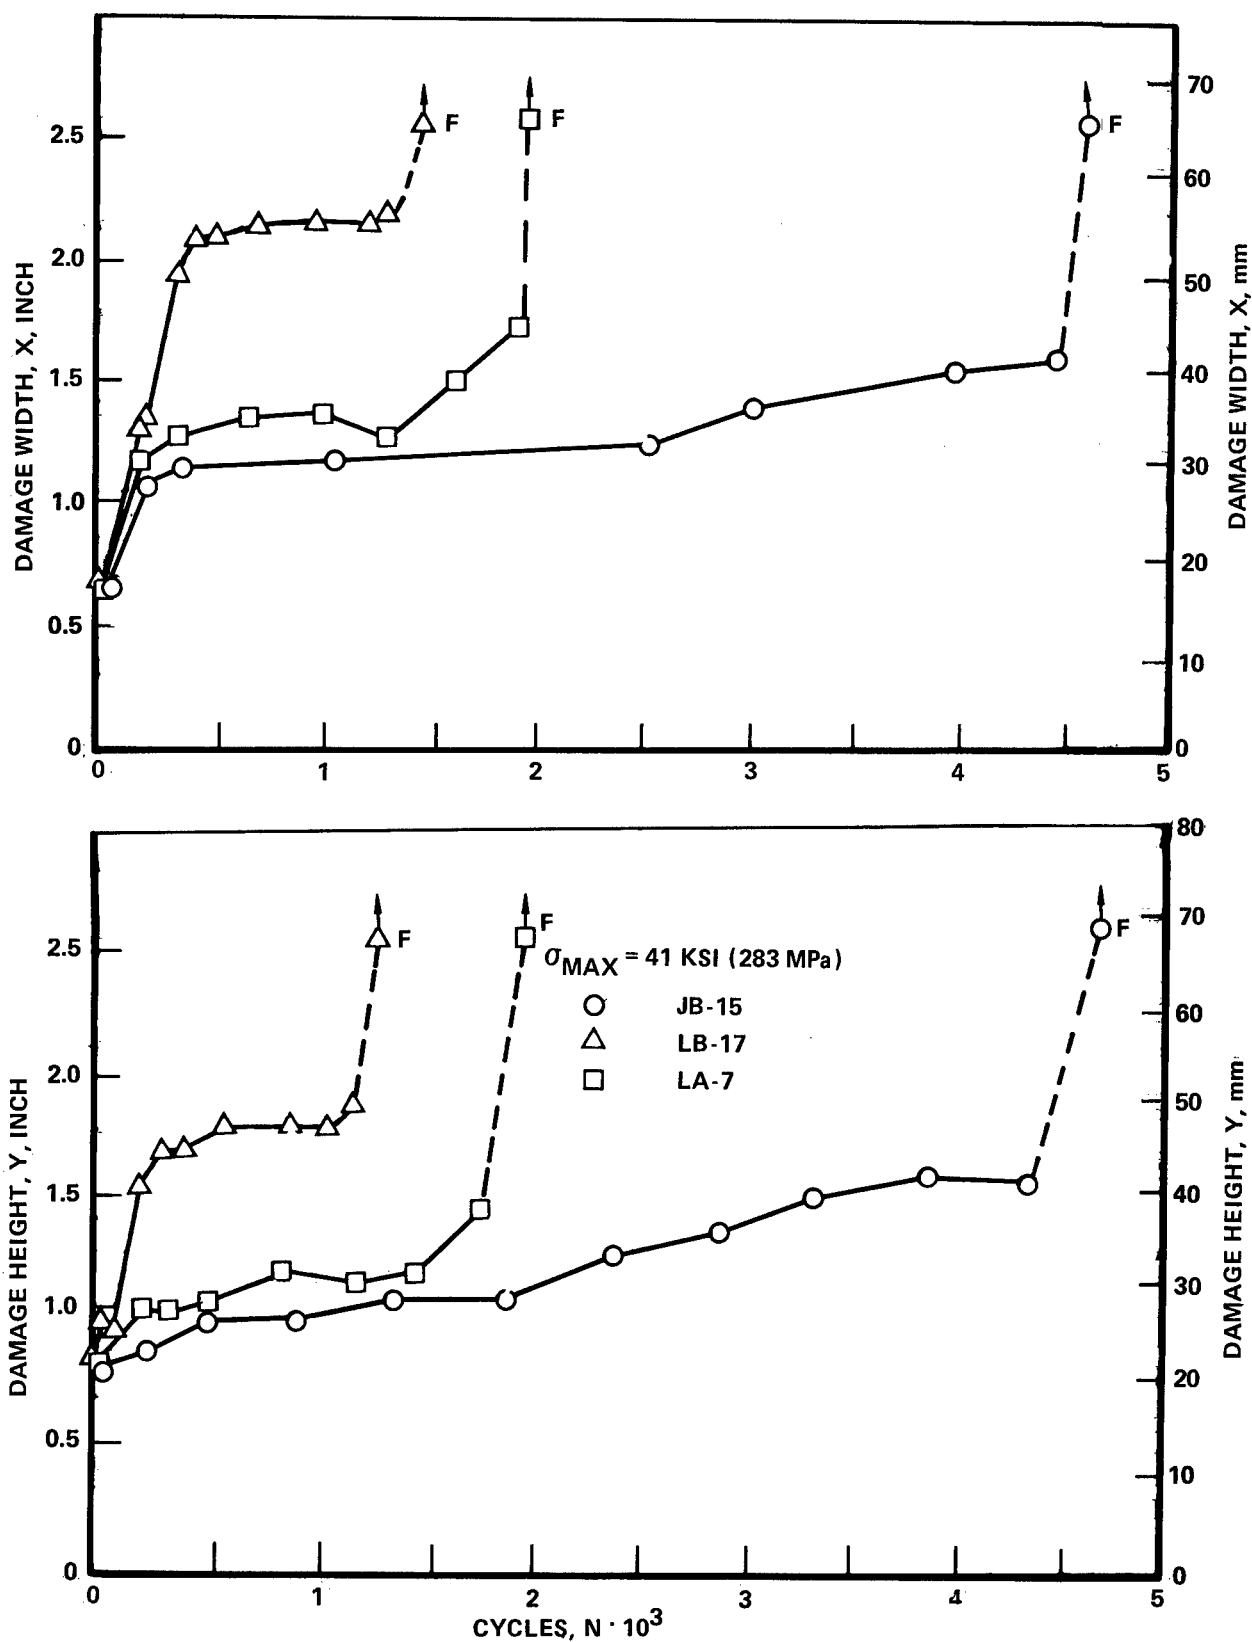 DAMAGE WIDTH, X, INCH
2.5
2.0
1.5
1.0
0.5
0
F
F
F
70
60
50
40
30
20
10
0
DAMAGE WIDTH, X, mm
0 1 2 3 4 5
DAMAGE HEIGHT, Y, INCH
2.5
2.0
1.5
1.0
0.5
0
F
F
F
σMAX = 41 KSI (283 MPa)
JB-15
LB-17
LA-7
80
70
60
50
40
30
20
10
0
DAMAGE HEIGHT, Y, mm
0 1 2 3 4 5
CYCLES, N · 10³